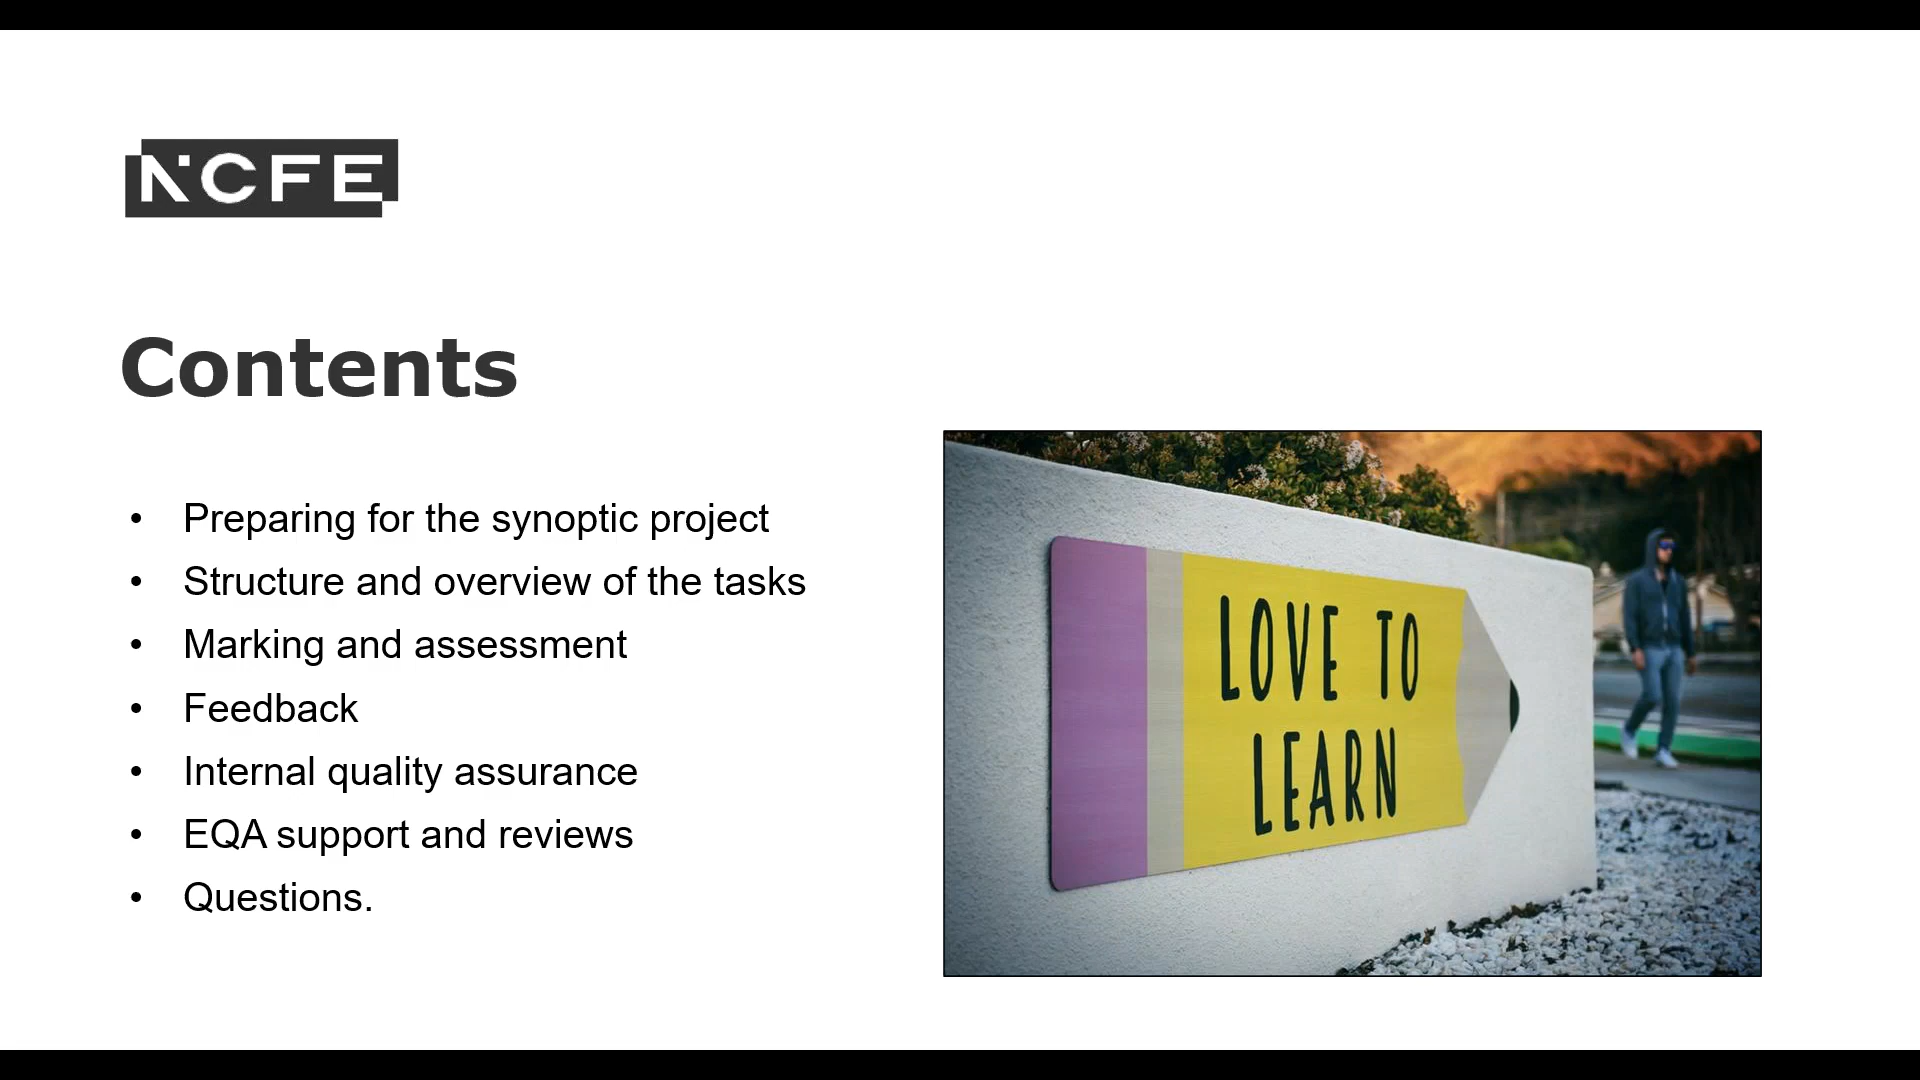 NCFE
Contents
• Preparing for the synoptic project
• Structure and overview of the tasks
• Marking and assessment
• Feedback
• Internal quality assurance
• EQA support and reviews
• Questions.
LOVE TO
LEARN